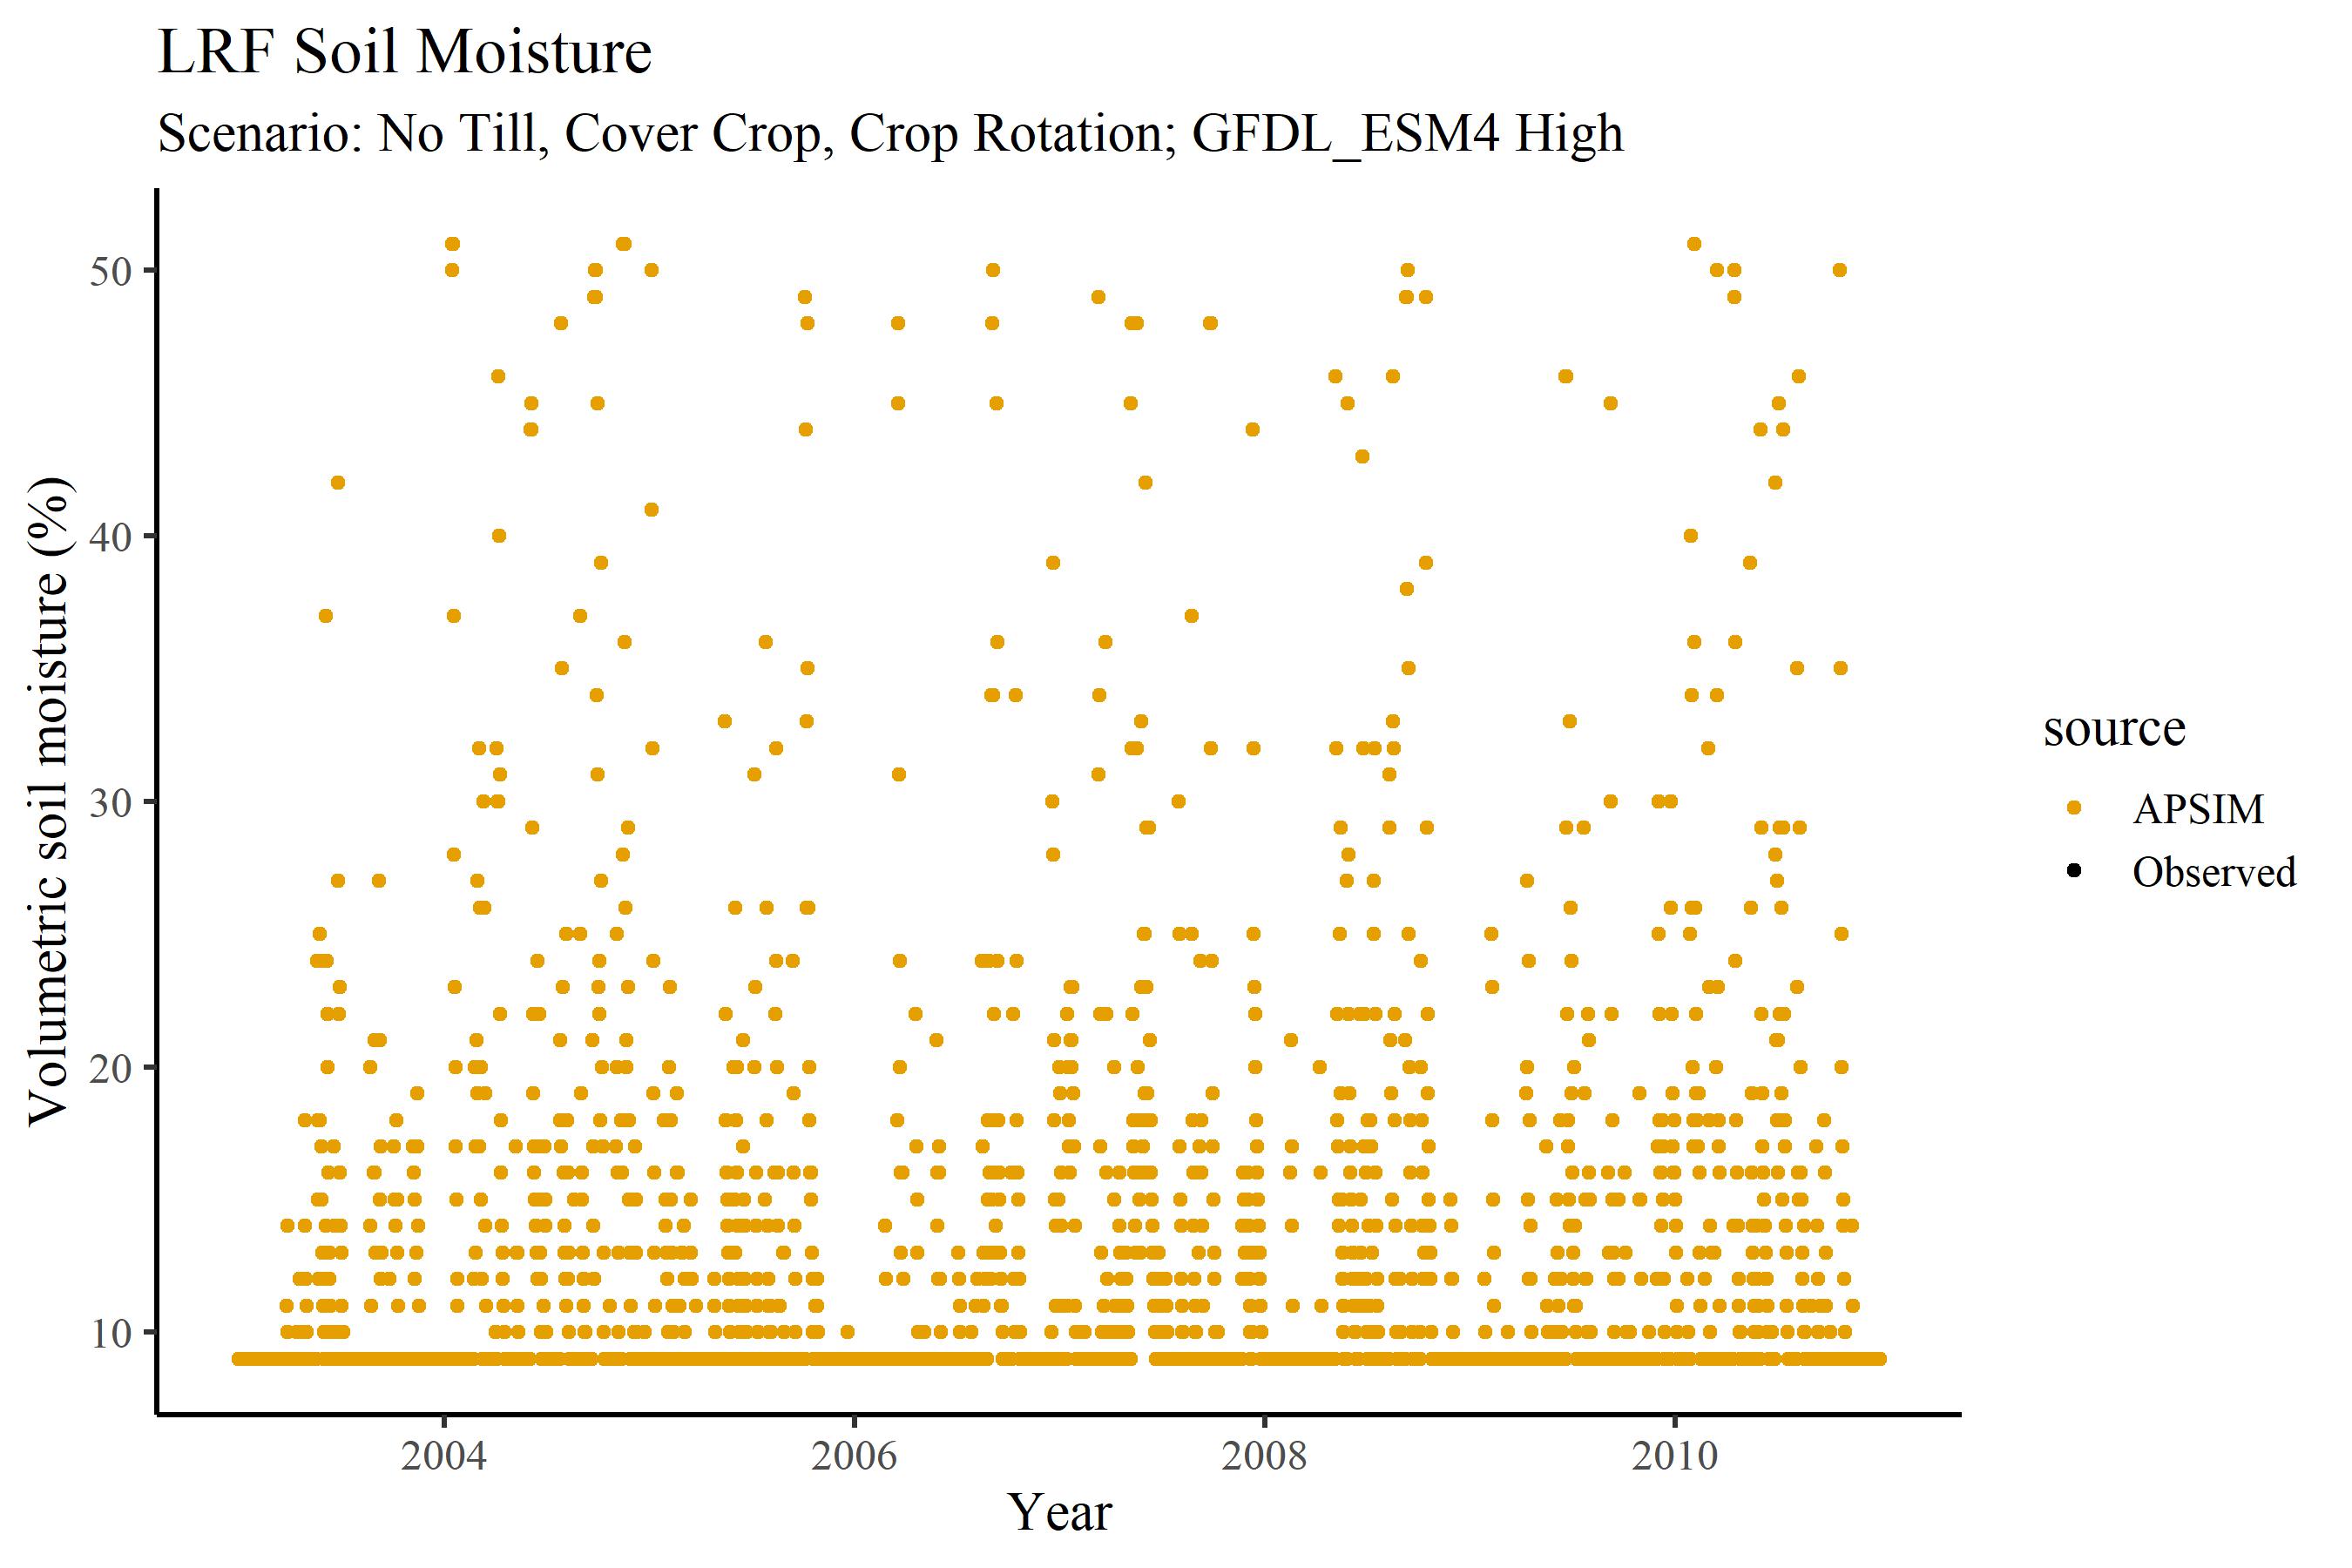 LRF Soil Moisture
Scenario: No Till, Cover Crop, Crop Rotation; GFDL_ESM4 High
Volumetric soil moisture (%)
50
40
30
20
10
2004 2006 2008 2010
Year
source
APSIM
Observed